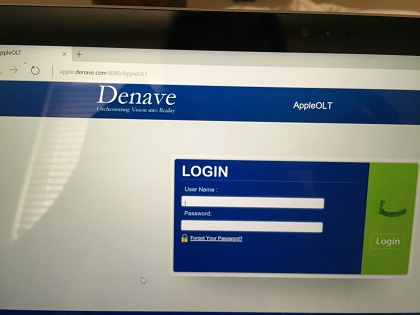 ppleOLT
apple.denave.com:8080/AppleOLT
Denave
Orchestrating Vision into Reality
AppleOLT
LOGIN
User Name :
Password:
Forgot Your Password?
Login